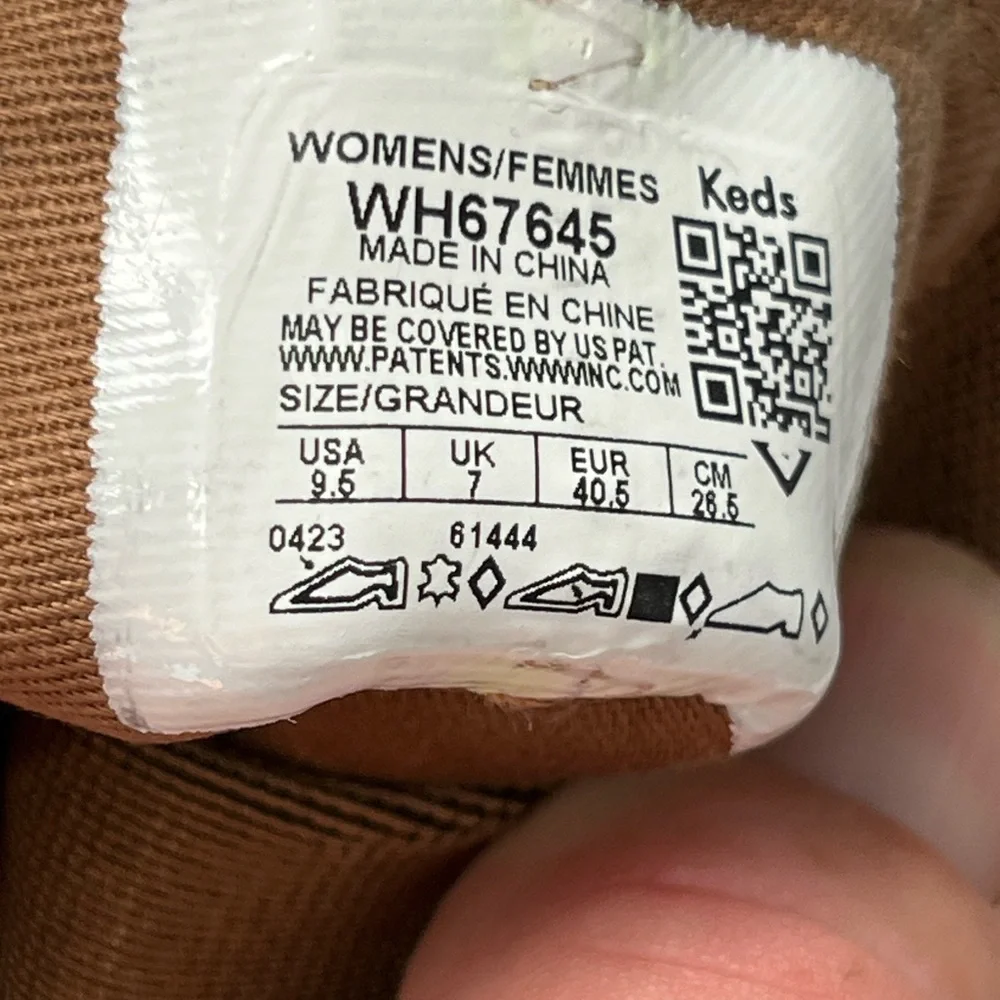 WOMENS/FEMMES
Keds
WH67645
MADE IN CHINA
FABRIQUÉ EN CHINE
MAY BE COVERED BY US PAT.
WWW.PATENTS.WWWINC.COM
SIZE/GRANDEUR
USA UK EUR CM
9.5 7 40.5 26.5
0423 61444